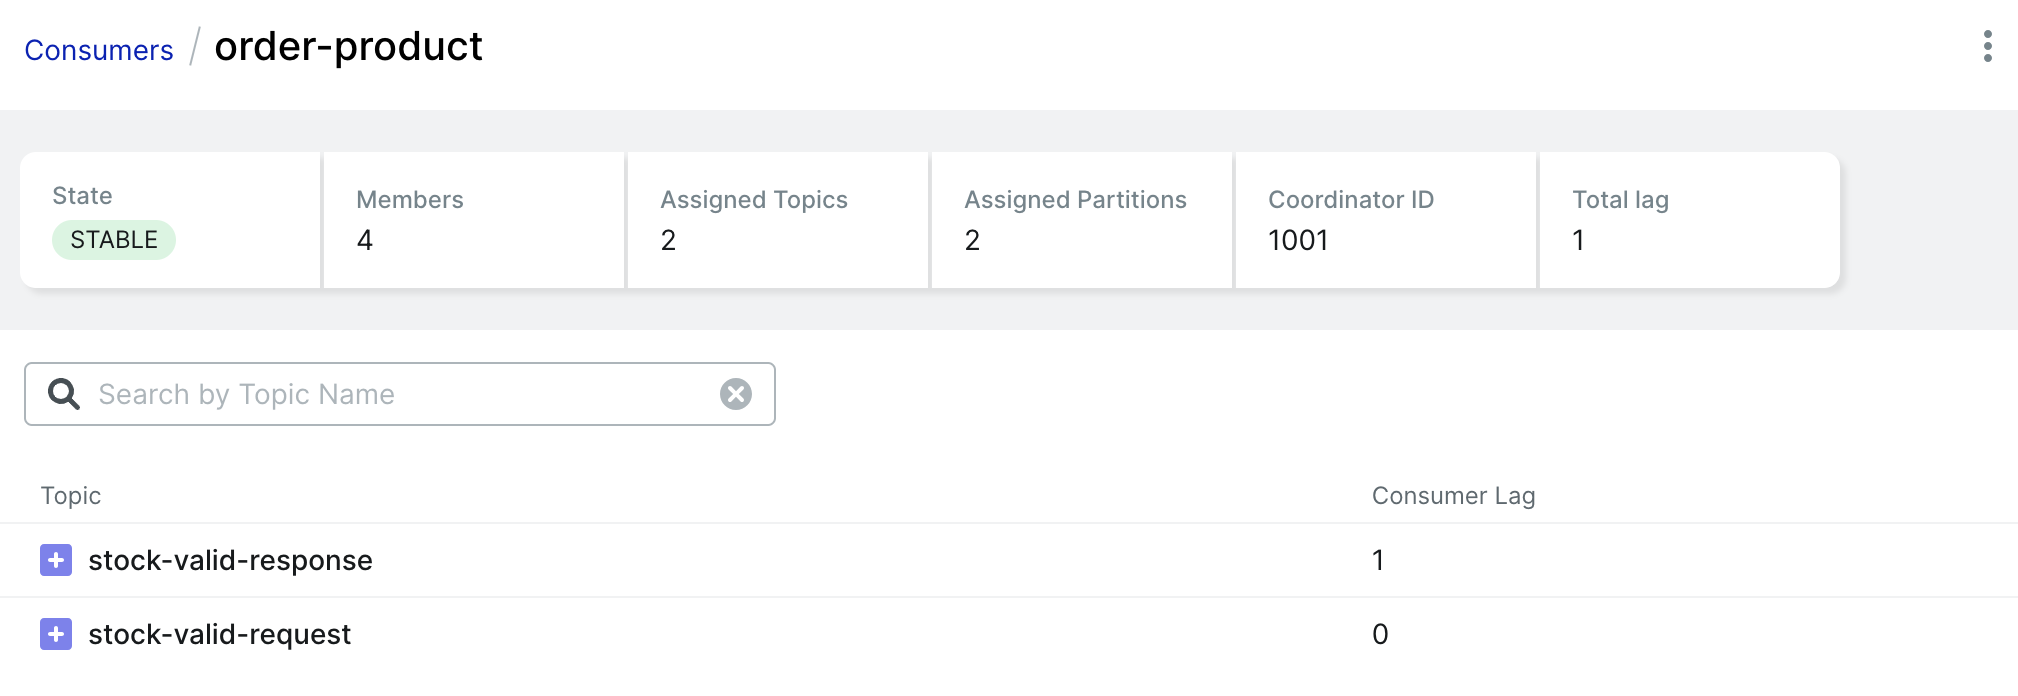 Consumers / order-product
State Members Assigned Topics Assigned Partitions Coordinator ID Total lag
STABLE 4 2 2 1001 1
Search by Topic Name
Topic Consumer Lag
stock-valid-response 1
stock-valid-request 0